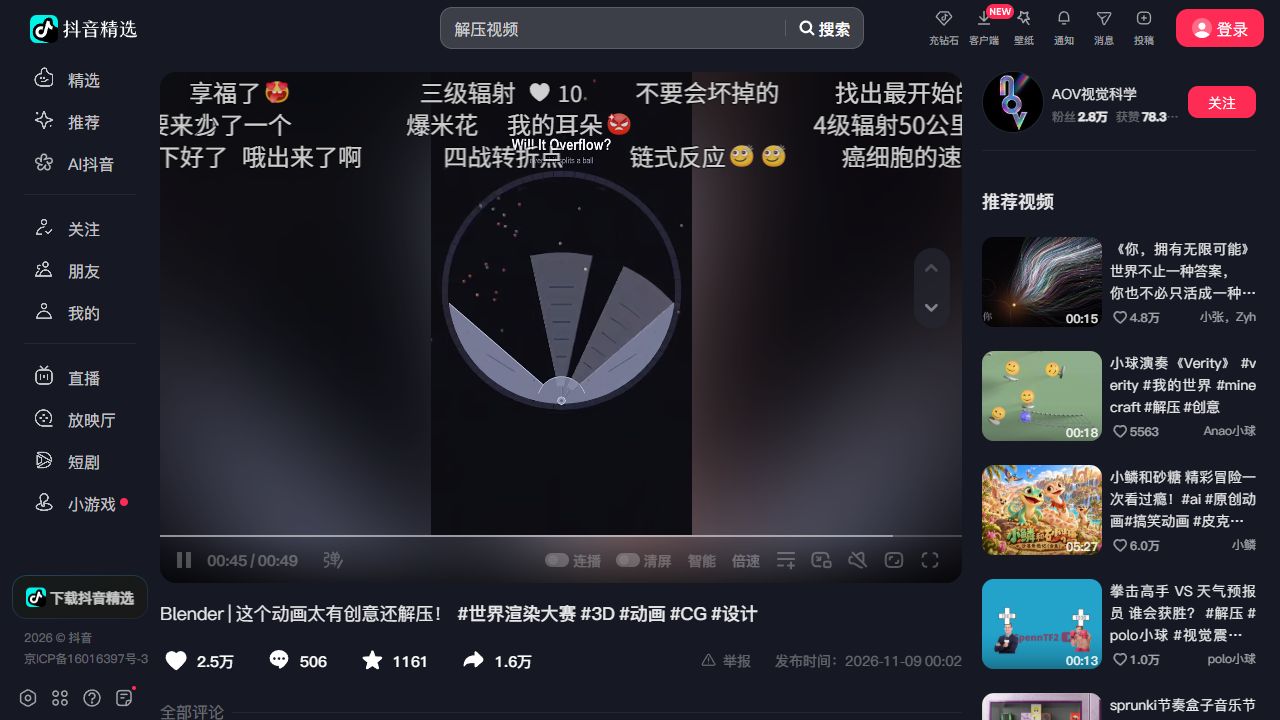 抖音精选
解压视频
搜索
充钻石
NEW
客户端
壁纸
通知
消息
投稿
登录
精选
推荐
AI抖音
关注
朋友
我的
直播
放映厅
短剧
小游戏
下载抖音精选
2026 © 抖音
京ICP备16016397号-3
享福了
三级辐射
10
不要会坏掉的
找出最开始的
要来少了一个
爆米花
我的耳朵
4级辐射50公里
Will It Overflow?
下好了
哦出来了啊
四战转折点
链式反应
癌细胞的速
00:45 / 00:49
弹
连播
清屏
智能
倍速
Blender | 这个动画太有创意还解压！ #世界渲染大赛 #3D #动画 #CG #设计
2.5万
506
1161
1.6万
举报
发布时间：2026-11-09 00:02
全部评论
AOV视觉科学
粉丝2.8万 获赞78.3…
关注
推荐视频
《你，拥有无限可能》
世界不止一种答案，
你也不必只活成一种…
00:15
你
4.8万
小张，Zyh
小球演奏《Verity》 #v
erity #我的世界 #mine
craft #解压 #创意
00:18
5563
Anao小球
小鳞和砂糖 精彩冒险一
次看过瘾！#ai #原创动
画#搞笑动画 #皮克…
小鳞和砂糖
05:27
6.0万
小鳞
拳击高手 VS 天气预报
员 谁会获胜？ #解压 #
polo小球 #视觉震…
SpennTF2
00:13
1.0万
polo小球
sprunki节奏盒子音乐节